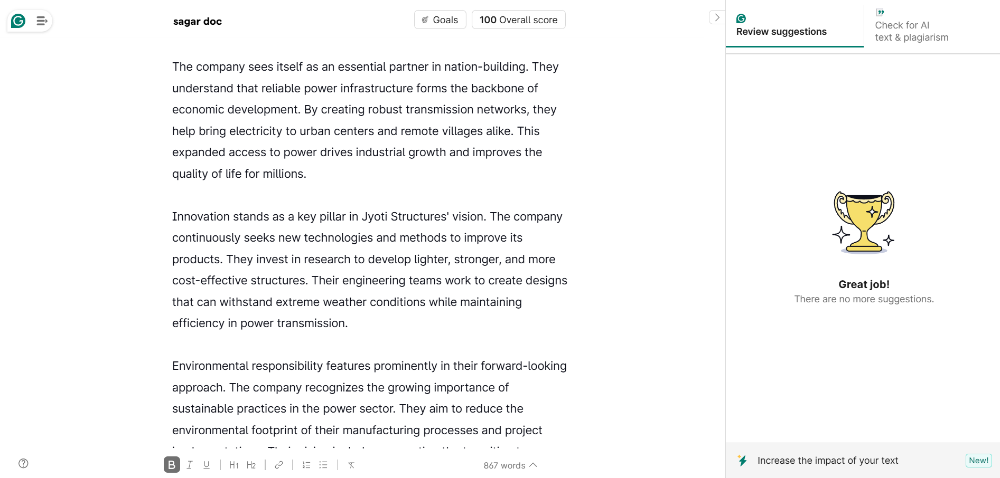 sagar doc
Goals
100 Overall score
Review suggestions
Check for AI
text & plagiarism
The company sees itself as an essential partner in nation-building. They
understand that reliable power infrastructure forms the backbone of
economic development. By creating robust transmission networks, they
help bring electricity to urban centers and remote villages alike. This
expanded access to power drives industrial growth and improves the
quality of life for millions.
Innovation stands as a key pillar in Jyoti Structures' vision. The company
continuously seeks new technologies and methods to improve its
products. They invest in research to develop lighter, stronger, and more
cost-effective structures. Their engineering teams work to create designs
that can withstand extreme weather conditions while maintaining
efficiency in power transmission.
Environmental responsibility features prominently in their forward-looking
approach. The company recognizes the growing importance of
sustainable practices in the power sector. They aim to reduce the
environmental footprint of their manufacturing processes and project
Great job!
There are no more suggestions.
B I U H1 H2
867 words
Increase the impact of your text
New!